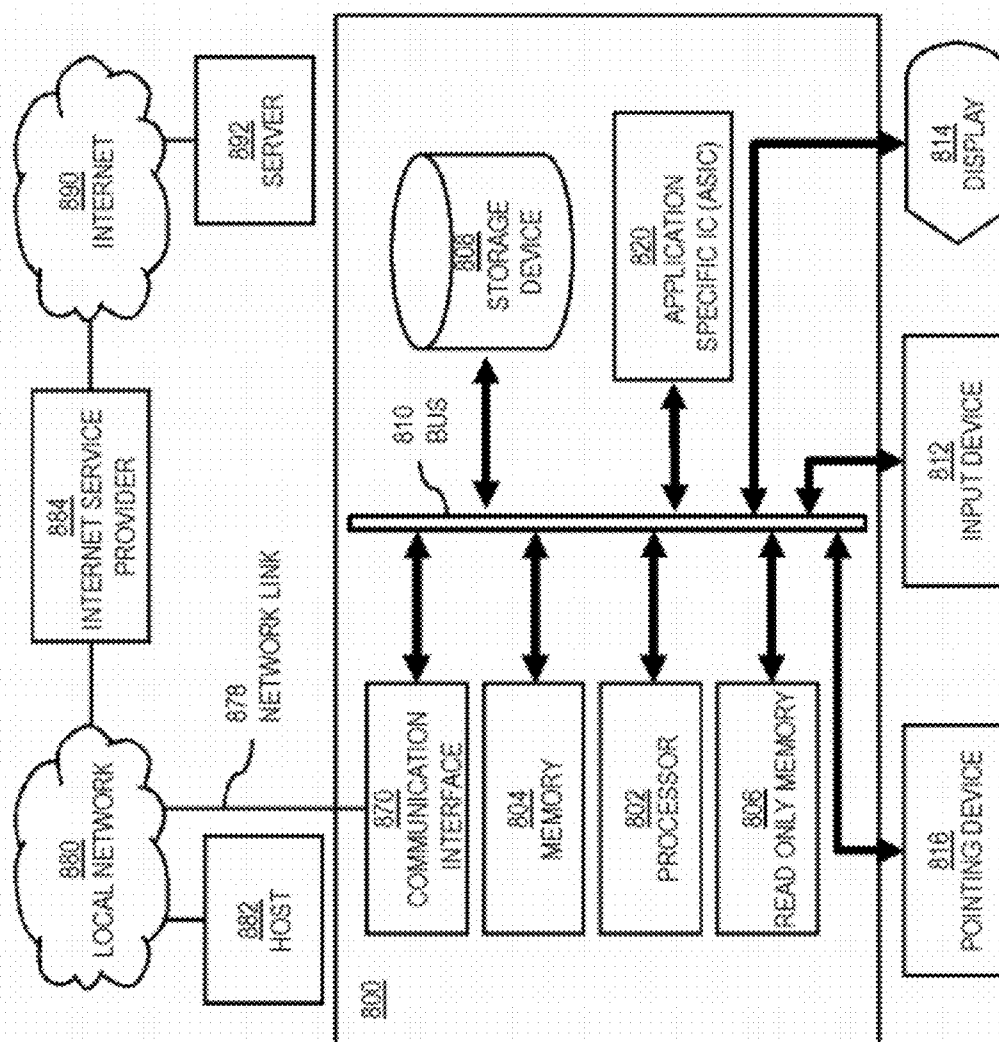 880
LOCAL NETWORK
884
INTERNET SERVICE
PROVIDER
890
INTERNET
882
HOST
878
NETWORK LINK
892
SERVER
800
870
COMMUNICATION
INTERFACE
804
MEMORY
802
PROCESSOR
806
READ ONLY MEMORY
810
BUS
808
STORAGE
DEVICE
820
APPLICATION
SPECIFIC IC (ASIC)
816
POINTING DEVICE
812
INPUT DEVICE
814
DISPLAY